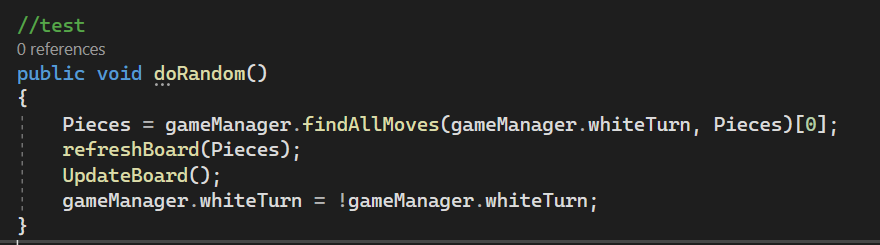 //test
0 references
public void doRandom()
{
Pieces = gameManager.findAllMoves(gameManager.whiteTurn, Pieces)[0];
refreshBoard(Pieces);
UpdateBoard();
gameManager.whiteTurn = !gameManager.whiteTurn;
}